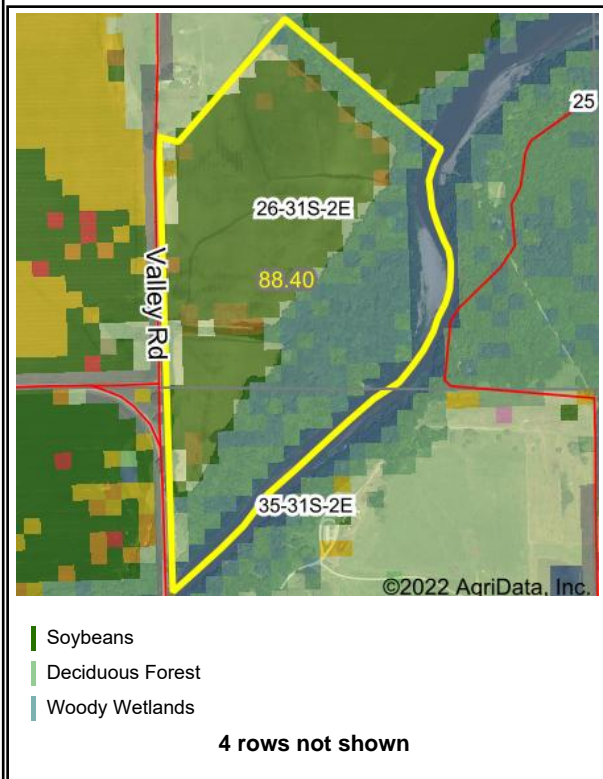 25
26-31S-2E
Valley Rd
88.40
35-31S-2E
©2022 AgriData, Inc.
Soybeans
Deciduous Forest
Woody Wetlands
4 rows not shown